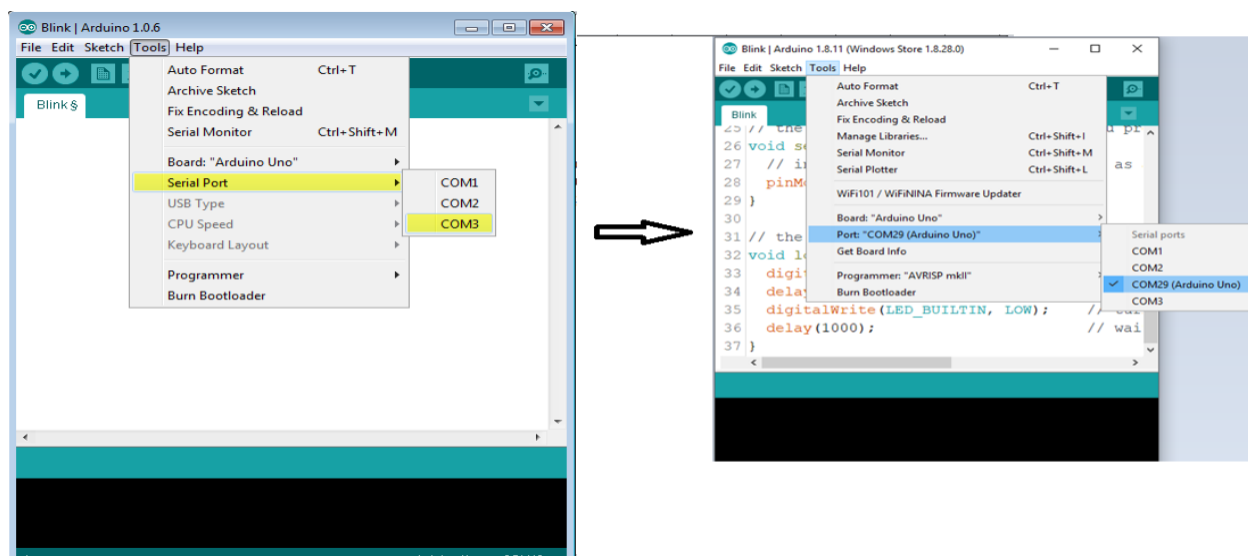 Blink | Arduino 1.0.6
File Edit Sketch Tools Help
Auto Format Ctrl+T
Archive Sketch
Fix Encoding & Reload
Serial Monitor Ctrl+Shift+M
Board: "Arduino Uno"
Serial Port
USB Type
CPU Speed
Keyboard Layout
Programmer
Burn Bootloader
Blink §
COM1
COM2
COM3
Blink | Arduino 1.8.11 (Windows Store 1.8.28.0)
File Edit Sketch Tools Help
Auto Format Ctrl+T
Archive Sketch
Fix Encoding & Reload
Manage Libraries... Ctrl+Shift+I
Serial Monitor Ctrl+Shift+M
Serial Plotter Ctrl+Shift+L
WiFi101 / WiFiNINA Firmware Updater
Board: "Arduino Uno"
Port: "COM29 (Arduino Uno)"
Get Board Info
Programmer: "AVRISP mkII"
Burn Bootloader
Serial ports
COM1
COM2
COM29 (Arduino Uno)
COM3
Blink
25 // the
26 void
27 // as
28
29 }
30
31 // the
32 void
33
34
35 digitalWrite(LED_BUILTIN, LOW); //
36 delay(1000); // wai
37 }